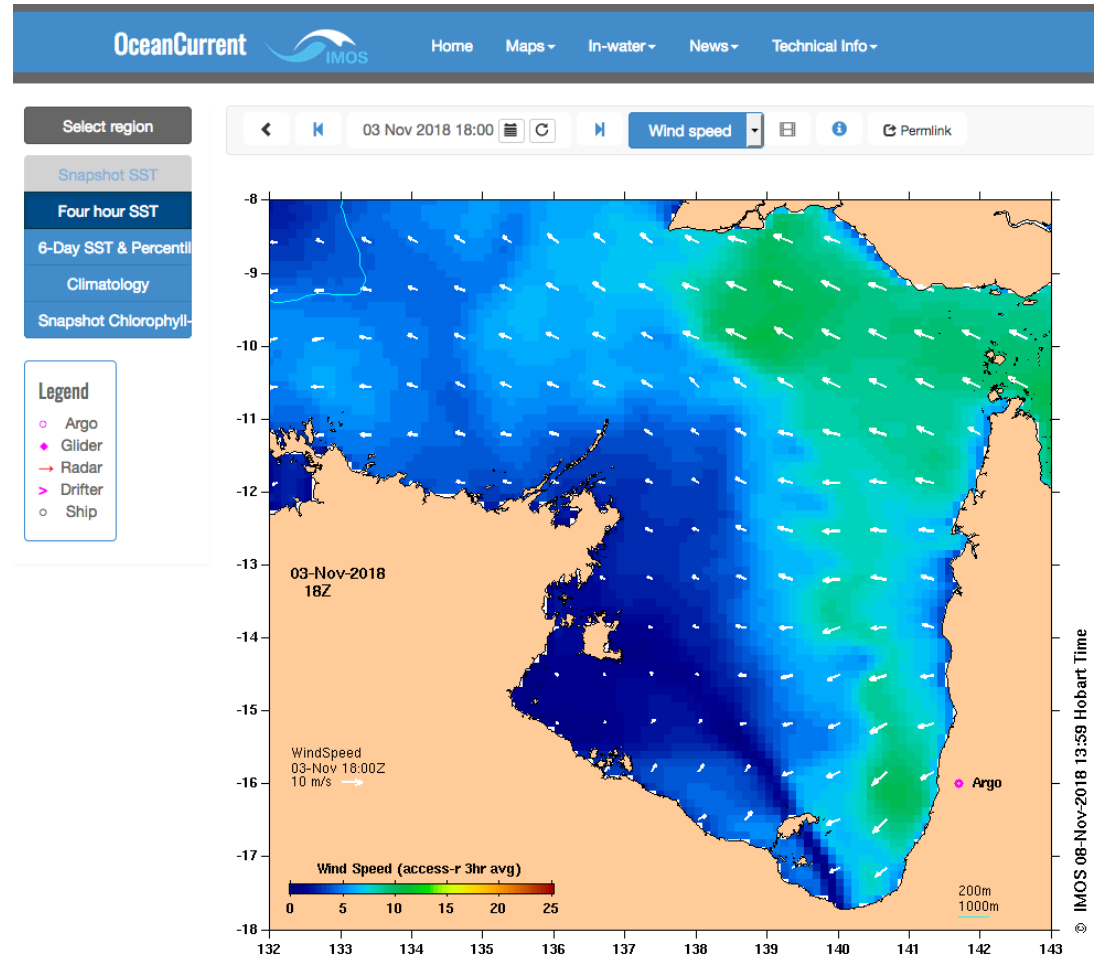 OceanCurrent
IMOS
Home Maps In-water News Technical Info
Select region
03 Nov 2018 18:00 Wind speed Permlink
Snapshot SST
Four hour SST
6-Day SST & Percentil
Climatology
Snapshot Chlorophyll-
Legend
Argo
Glider
Radar
Drifter
Ship
-8
-9
-10
-11
-12
-13
-14
-15
-16
-17
-18
03-Nov-2018
18Z
WindSpeed
03-Nov 18:00Z
10 m/s
Argo
Wind Speed (access-r 3hr avg)
0 5 10 15 20 25
200m
1000m
132 133 134 135 136 137 138 139 140 141 142 143
© IMOS 08-Nov-2018 13:59 Hobart Time